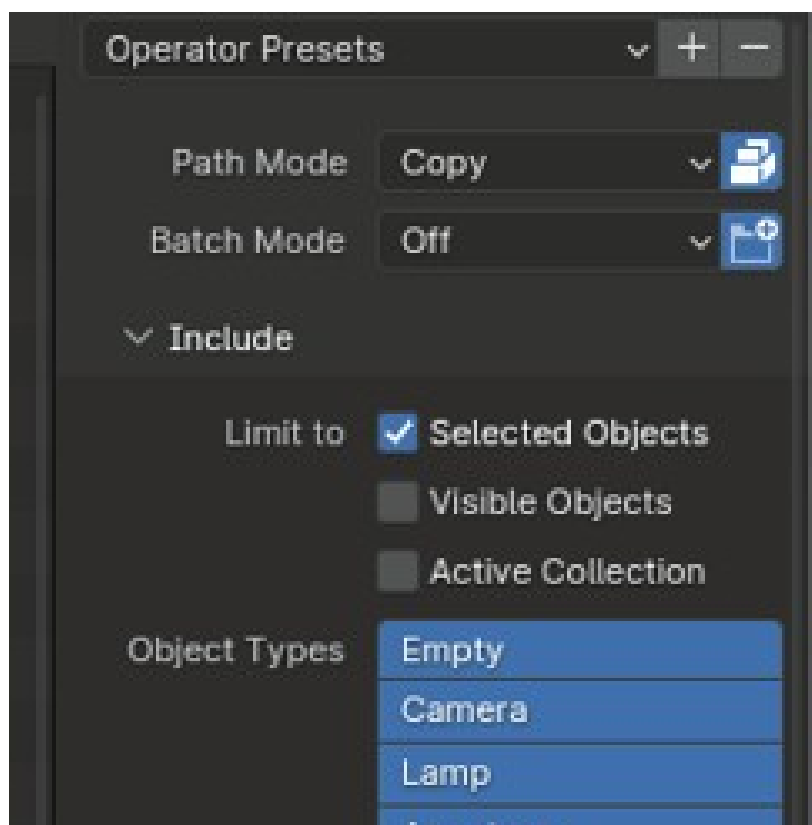 Operator Presets
Path Mode Copy
Batch Mode Off
Include
Limit to Selected Objects
Visible Objects
Active Collection
Object Types Empty
Camera
Lamp